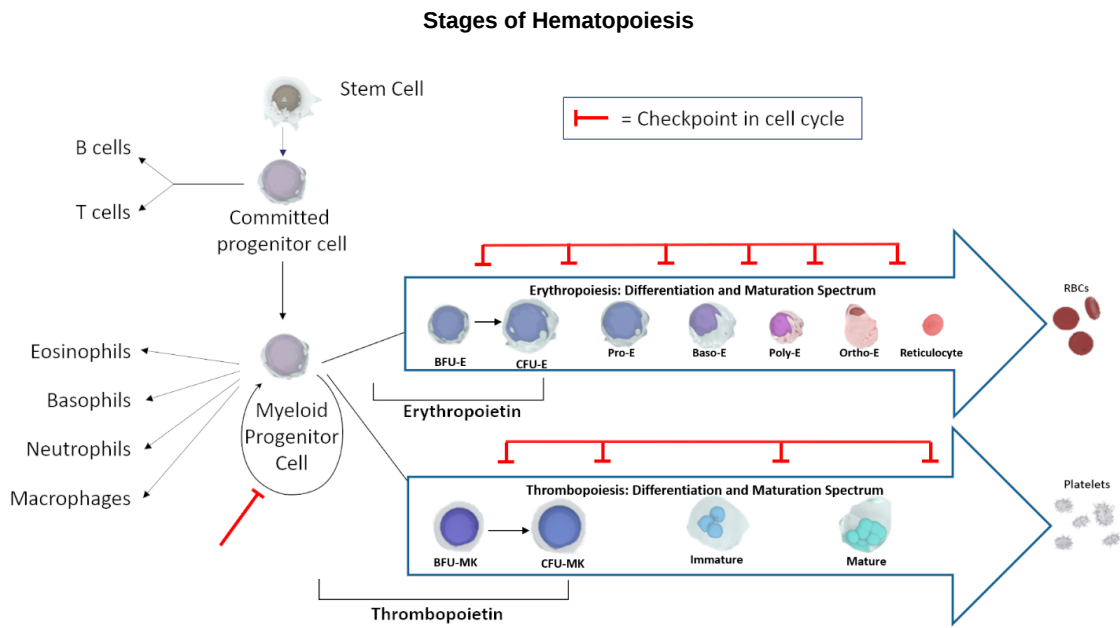 Stages of Hematopoiesis
Stem Cell
= Checkpoint in cell cycle
B cells
T cells
Committed
progenitor cell
Erythropoiesis: Differentiation and Maturation Spectrum
RBCs
BFU-E
CFU-E
Pro-E
Baso-E
Poly-E
Ortho-E
Reticulocyte
Eosinophils
Basophils
Neutrophils
Macrophages
Myeloid
Progenitor
Cell
Erythropoietin
Thrombopoiesis: Differentiation and Maturation Spectrum
Platelets
BFU-MK
CFU-MK
Immature
Mature
Thrombopoietin